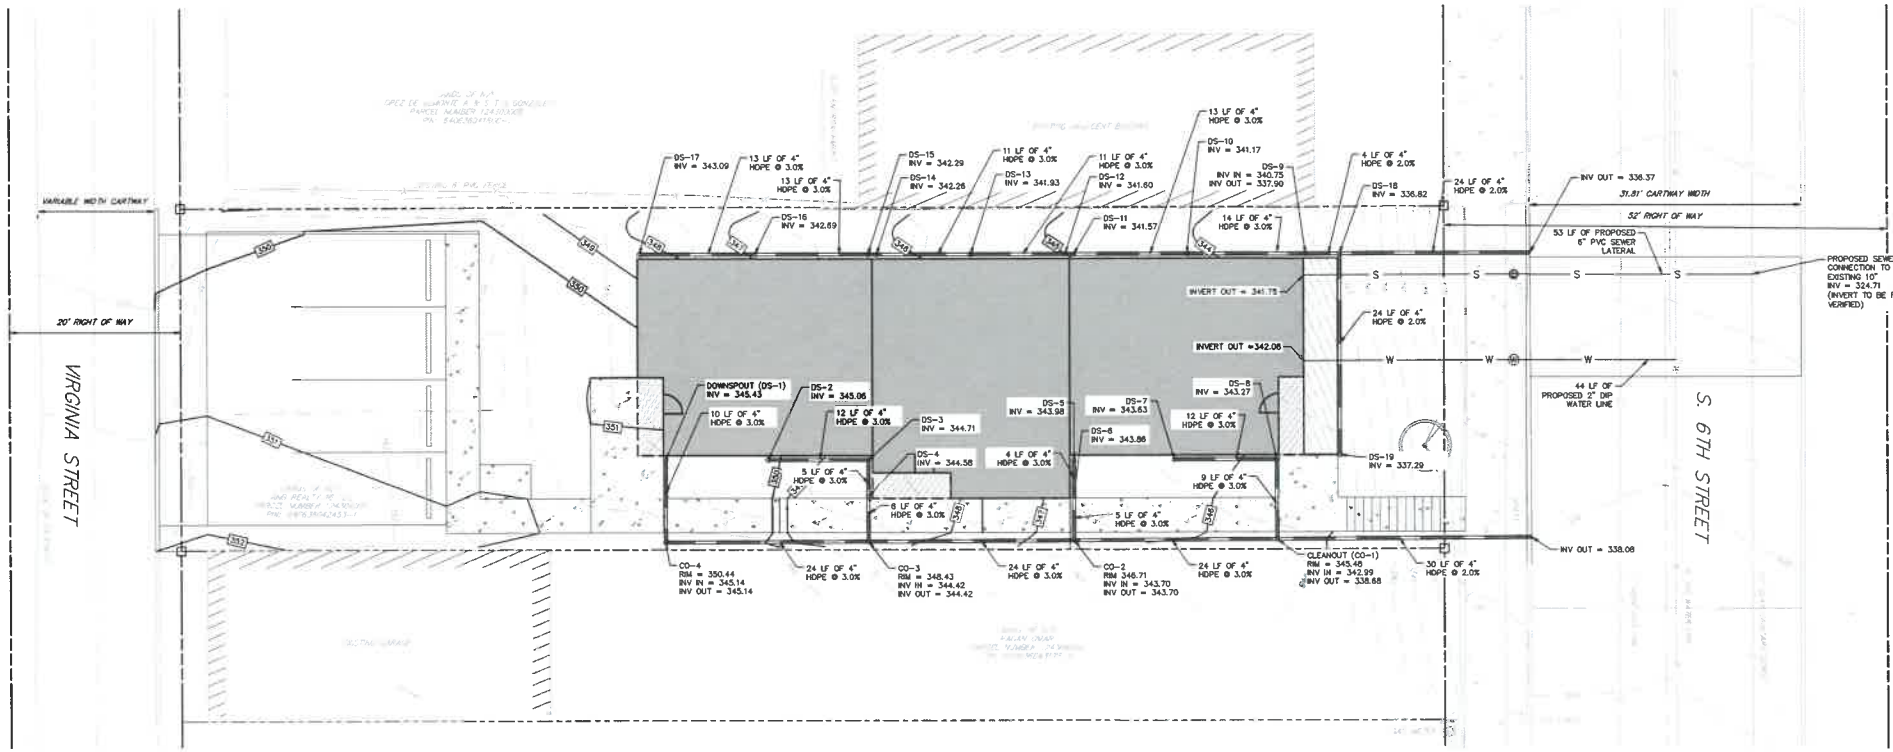 EXISTING ADJACENT BUILDING
13 LF OF 4"
HDPE @ 3.0%
DS-17
INV = 343.09
13 LF OF 4"
HDPE @ 3.0%
13 LF OF 4"
HDPE @ 3.0%
DS-16
INV = 342.69
DS-15
INV = 342.29
DS-14
INV = 342.26
11 LF OF 4"
HDPE @ 3.0%
DS-13
INV = 341.93
11 LF OF 4"
HDPE @ 3.0%
DS-12
INV = 341.60
DS-11
INV = 341.57
DS-10
INV = 341.17
DS-9
INV IN = 340.75
INV OUT = 337.90
14 LF OF 4"
HDPE @ 3.0%
4 LF OF 4"
HDPE @ 2.0%
DS-18
INV = 336.82
24 LF OF 4"
HDPE @ 2.0%
INV OUT = 336.37
31.81' CARTWAY WIDTH
52' RIGHT OF WAY
53 LF OF PROPOSED
6" PVC SEWER
LATERAL
PROPOSED SEWE
CONNECTION TO
EXISTING 10"
INV = 324.71
(INVERT TO BE F
VERIFIED)
VARIABLE WIDTH CARTWAY
20' RIGHT OF WAY
VIRGINIA STREET
350
349
350
348
347
344
351
351
352
INVERT OUT = 341.75
S S S S
24 LF OF 4"
HDPE @ 2.0%
INVERT OUT =342.08
W W W
44 LF OF
PROPOSED 2" DIP
WATER LINE
S. 6TH STREET
DOWNSPOUT (DS-1)
INV = 345.43
10 LF OF 4"
HDPE @ 3.0%
DS-2
INV = 345.06
12 LF OF 4"
HDPE @ 3.0%
DS-3
INV = 344.71
DS-4
INV = 344.58
5 LF OF 4"
HDPE @ 3.0%
6 LF OF 4"
HDPE @ 3.0%
DS-5
INV = 343.98
DS-6
INV = 343.86
4 LF OF 4"
HDPE @ 3.0%
5 LF OF 4"
HDPE @ 3.0%
DS-7
INV = 343.63
12 LF OF 4"
HDPE @ 3.0%
DS-8
INV = 343.27
9 LF OF 4"
HDPE @ 3.0%
DS-19
INV = 337.29
350
348
347
346
CO-4
RIM = 350.44
INV IN = 345.14
INV OUT = 345.14
24 LF OF 4"
HDPE @ 3.0%
CO-3
RIM = 348.43
INV IN = 344.42
INV OUT = 344.42
24 LF OF 4"
HDPE @ 3.0%
CO-2
RIM = 346.71
INV IN = 343.70
INV OUT = 343.70
24 LF OF 4"
HDPE @ 3.0%
CLEANOUT (CO-1)
RIM = 345.46
INV IN = 342.99
INV OUT = 338.68
30 LF OF 4"
HDPE @ 2.0%
INV OUT = 338.08
EXISTING GARAGE